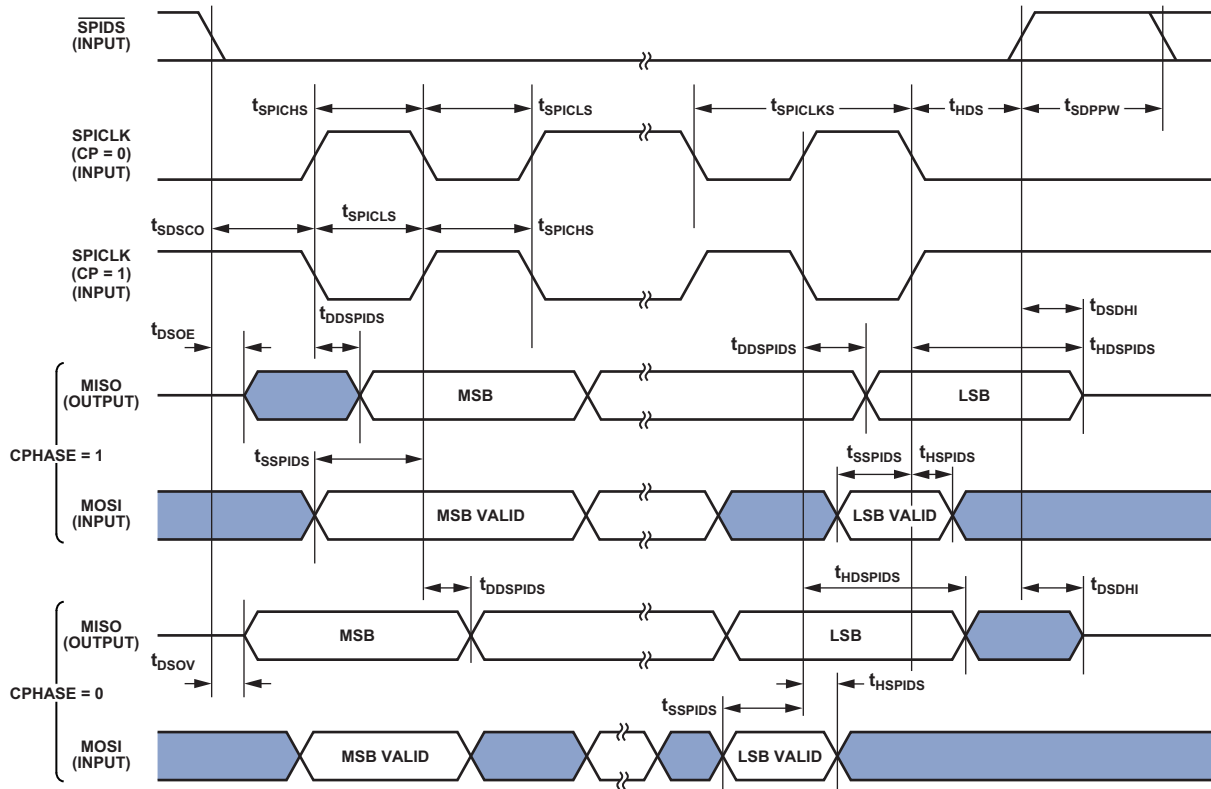 SPIDS
(INPUT)
tSPICHS
tSPICLS
tSPICLKS
tHDS
tSDPPW
SPICLK
(CP = 0)
(INPUT)
tSDSCO
tSPICLS
tSPICHS
SPICLK
(CP = 1)
(INPUT)
tDSOE
tDDSPIDS
tDDSPIDS
tDSDHI
tHDSPIDS
MISO
(OUTPUT)
MSB
LSB
CPHASE = 1
tSSPIDS
tSSPIDS
tHSPIDS
MOSI
(INPUT)
MSB VALID
LSB VALID
tDDSPIDS
tHDSPIDS
tDSDHI
MISO
(OUTPUT)
MSB
LSB
tDSOV
CPHASE = 0
tHSPIDS
tSSPIDS
MOSI
(INPUT)
MSB VALID
LSB VALID